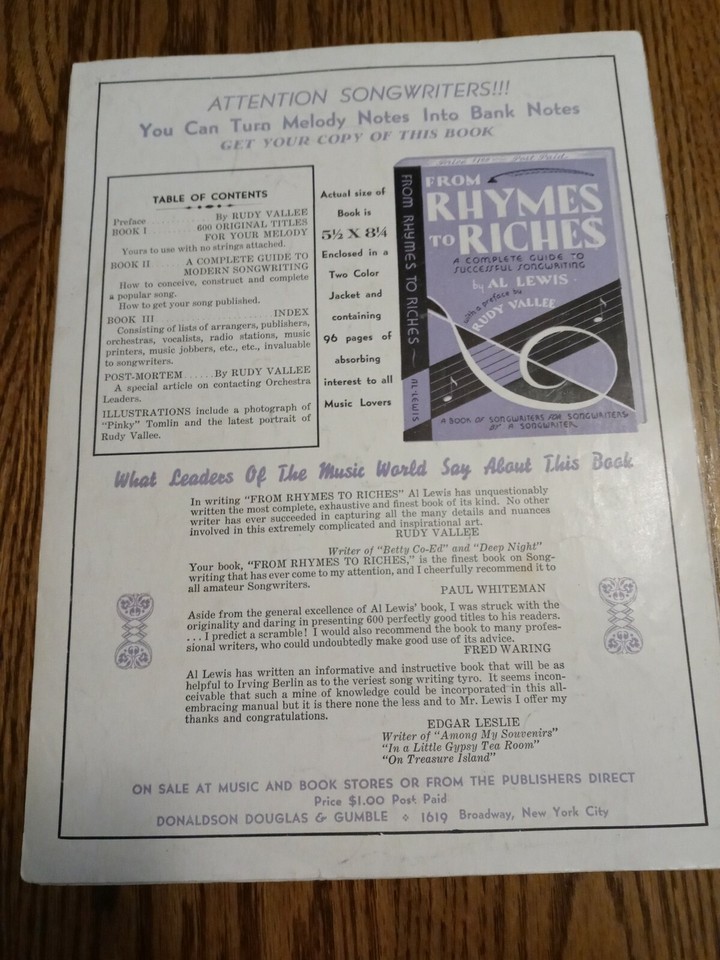 ATTENTION SONGWRITERS!!!
You Can Turn Melody Notes Into Bank Notes
GET YOUR COPY OF THIS BOOK
TABLE OF CONTENTS
Preface ........ By RUDY VALLEE
BOOK I ........ 600 ORIGINAL TITLES
FOR YOUR MELODY
Yours to use with no strings attached.
BOOK II ..... A COMPLETE GUIDE TO
MODERN SONGWRITING
How to conceive, construct and complete
a popular song.
How to get your song published.
BOOK III ........ INDEX
Consisting of lists of arrangers, publishers,
orchestras, vocalists, radio stations, music
printers, music jobbers, etc., etc., invaluable
to songwriters.
POST-MORTEM ...... By RUDY VALLEE
A special article on contacting Orchestra
Leaders.
ILLUSTRATIONS include a photograph of
"Pinky" Tomlin and the latest portrait of
Rudy Vallee.
Actual size of
Book is
5½ X 8¼
Enclosed in a
Two Color
Jacket and
containing
96 pages of
absorbing
interest to all
Music Lovers
Price 1.00 Post Paid.
FROM RHYMES TO RICHES
AL LEWIS
FROM
RHYMES
TO RICHES
A COMPLETE GUIDE TO
SUCCESSFUL SONGWRITING
by AL LEWIS
with a preface by
RUDY VALLEE
A BOOK OF SONGWRITERS FOR SONGWRITERS
BY A SONGWRITER
What Leaders Of The Music World Say About This Book
In writing "FROM RHYMES TO RICHES" Al Lewis has unquestionably
written the most complete, exhaustive and finest book of its kind. No other
writer has ever succeeded in capturing all the many details and nuances
involved in this extremely complicated and inspirational art.
RUDY VALLEE
Writer of "Betty Co-Ed" and "Deep Night"
Your book, "FROM RHYMES TO RICHES," is the finest book on Song-
writing that has ever come to my attention, and I cheerfully recommend it to
all amateur Songwriters.
PAUL WHITEMAN
Aside from the general excellence of Al Lewis' book, I was struck with the
originality and daring in presenting 600 perfectly good titles to his readers.
. . . I predict a scramble! I would also recommend the book to many profes-
sional writers, who could undoubtedly make good use of its advice.
FRED WARING
Al Lewis has written an informative and instructive book that will be as
helpful to Irving Berlin as to the veriest song writing tyro. It seems incon-
ceivable that such a mine of knowledge could be incorporated in this all-
embracing manual but it is there none the less and to Mr. Lewis I offer my
thanks and congratulations.
EDGAR LESLIE
Writer of "Among My Souvenirs"
"In a Little Gypsy Tea Room"
"On Treasure Island"
ON SALE AT MUSIC AND BOOK STORES OR FROM THE PUBLISHERS DIRECT
Price $1.00 Post Paid
DONALDSON DOUGLAS & GUMBLE ❖ 1619 Broadway, New York City